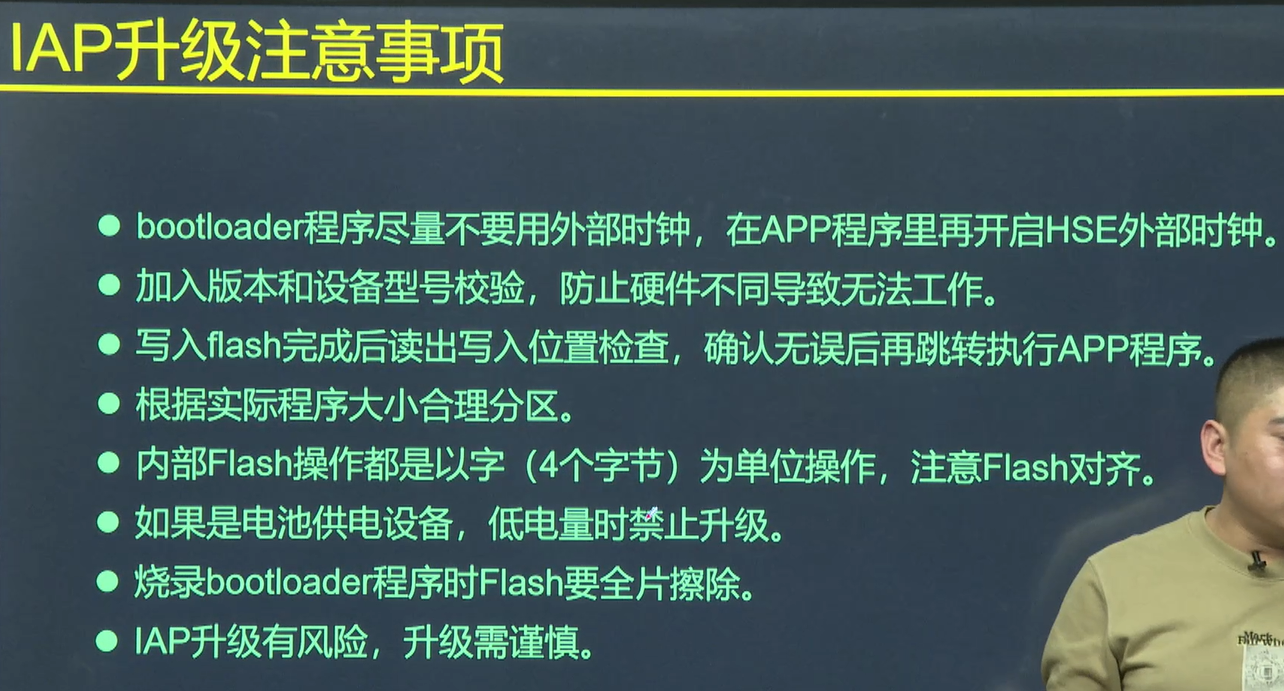 IAP升级注意事项
● bootloader程序尽量不要用外部时钟，在APP程序里再开启HSE外部时钟。
● 加入版本和设备型号校验，防止硬件不同导致无法工作。
● 写入flash完成后读出写入位置检查，确认无误后再跳转执行APP程序。
● 根据实际程序大小合理分区。
● 内部Flash操作都是以字（4个字节）为单位操作，注意Flash对齐。
● 如果是电池供电设备，低电量时禁止升级。
● 烧录bootloader程序时Flash要全片擦除。
● IAP升级有风险，升级需谨慎。
Mark